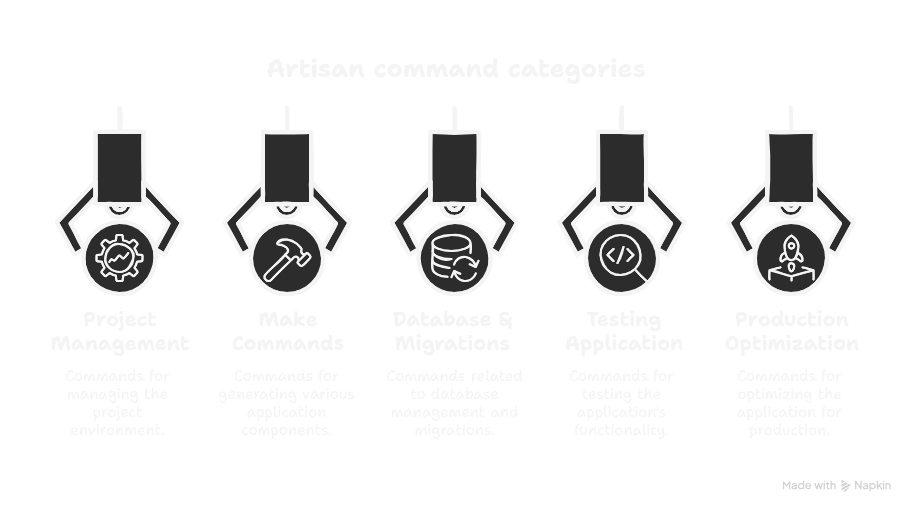 Artisan command categories
Project
Management
Commands for
managing the
project
environment.
Make
Commands
Commands for
generating various
application
components.
Database &
Migrations
Commands related
to database
management and
migrations.
Testing
Application
Commands for
testing the
application's
functionality.
Production
Optimization
Commands for
optimizing the
application for
production.
Made with Napkin